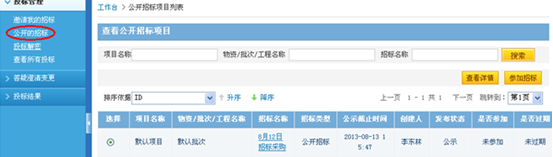 投标管理
邀请我的招标
公开的招标
投标解密
查看所有投标
答疑澄清变更
投标结果
工作台 > 公开招标项目列表
查看公开招标项目
项目名称 物资/批次/工程名称 招标名称 搜索
查看详情 参加招标
排序依据 ID 升序 降序 上一页 1 - 1 共 1 下一页 跳转到: 第1页
选择 项目名称 物资/批次/工程名称 招标名称 招标类型 公示截止时间 创建人 发布状态 是否参加 是否过期
默认项目 默认批次 8月12日招标采购 公开招标 2013-08-13 15:47 李东林 公示 未参加 未过期